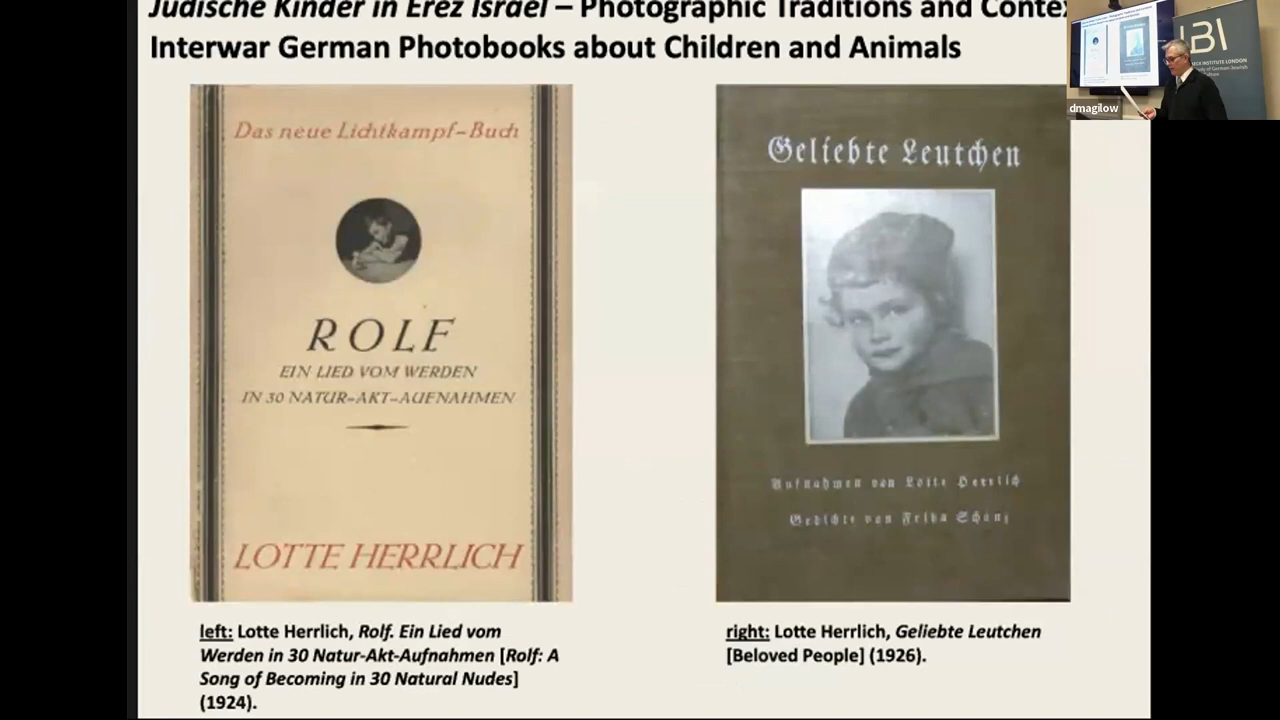 Jüdische Kinder in Erez Israel – Photographic Traditions and Contex
Interwar German Photobooks about Children and Animals
Das neue Lichtkampf-Buch
ROLF
EIN LIED VOM WERDEN
IN 30 NATUR-AKT-AUFNAHMEN
LOTTE HERRLICH
Geliebte Leutchen
Aufnahmen von Lotte Herrlich
Gedichte von Frida Schanz
left: Lotte Herrlich, Rolf. Ein Lied vom
Werden in 30 Natur-Akt-Aufnahmen [Rolf: A
Song of Becoming in 30 Natural Nudes]
(1924).
right: Lotte Herrlich, Geliebte Leutchen
[Beloved People] (1926).
LBI
ECK INSTITUTE LONDON
dmagilow